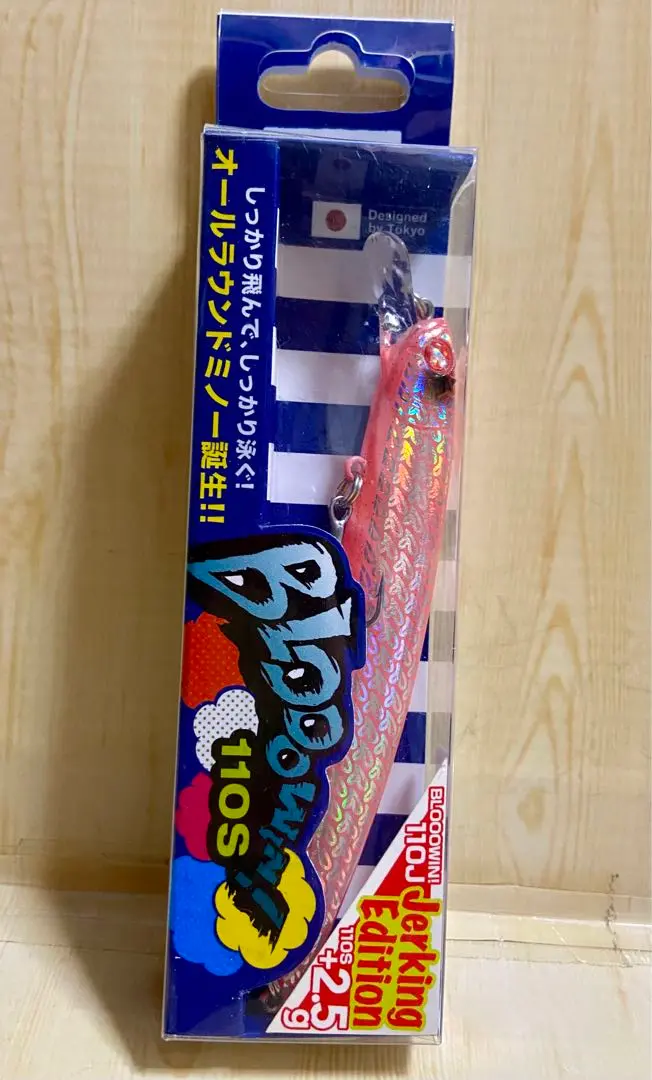 Designed
by Tokyo
しっかり飛んで、しっかり泳ぐ!
オールラウンドミノー誕生!!
BLOOOWIN!
110S
BLOOOWIN!
110J
Jerking
Edition
110S
+2.5g